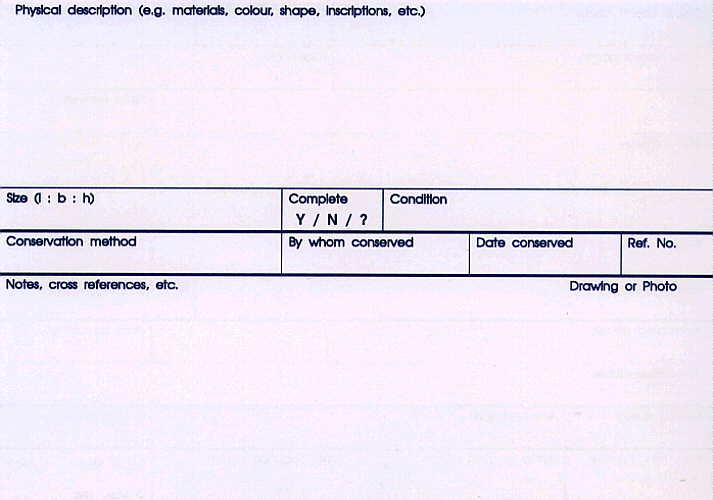 Physical description (e.g. materials, colour, shape, inscriptions, etc.)
Size (l : b : h)
Complete
Condition
Y / N / ?
Conservation method
By whom conserved
Date conserved
Ref. No.
Notes, cross references, etc.
Drawing or Photo